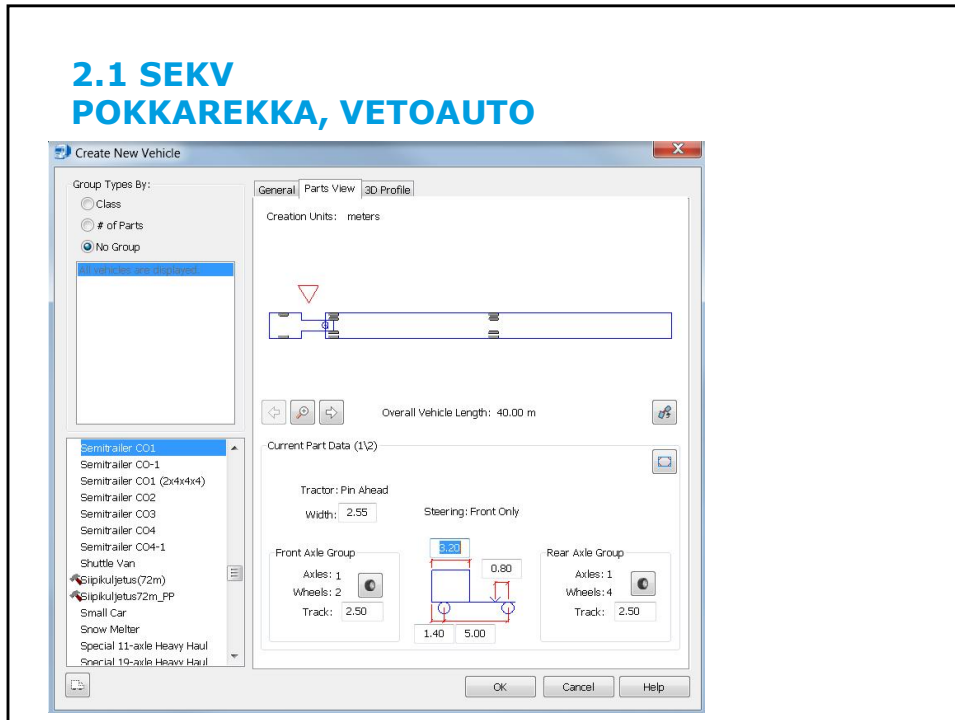 2.1 SEKV
POKKAREKKA, VETOAUTO
Create New Vehicle
Group Types By:
Class
# of Parts
No Group
All vehicles are displayed.
General
Parts View
3D Profile
Creation Units: meters
Overall Vehicle Length: 40.00 m
Semitrailer CO1
Semitrailer CO-1
Semitrailer CO1 (2x4x4x4)
Semitrailer CO2
Semitrailer CO3
Semitrailer CO4
Semitrailer CO4-1
Shuttle Van
Siipikuljetus(72m)
Siipikuljetus72m_PP
Small Car
Snow Melter
Special 11-axle Heavy Haul
Special 19-axle Heavy Haul
Current Part Data (1\2)
Tractor: Pin Ahead
Width: 2.55
Steering: Front Only
Front Axle Group
Axles: 1
Wheels: 2
Track: 2.50
3.20
0.80
1.40
5.00
Rear Axle Group
Axles: 1
Wheels: 4
Track: 2.50
OK
Cancel
Help